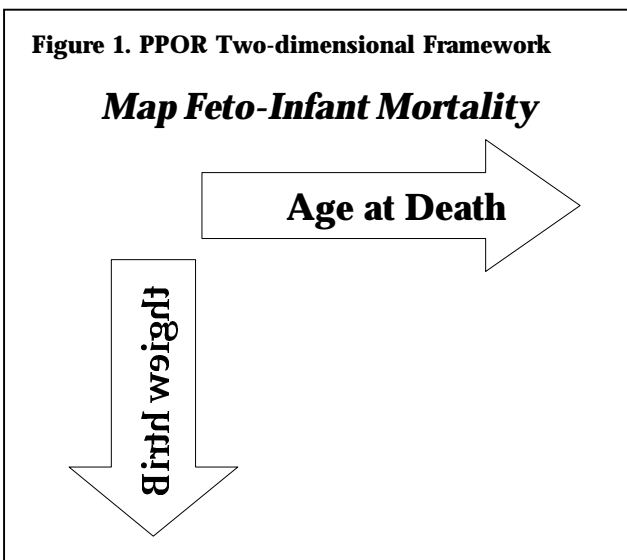 Figure 1. PPOR Two-dimensional Framework
Map Feto-Infant Mortality
Age at Death
Birth weight